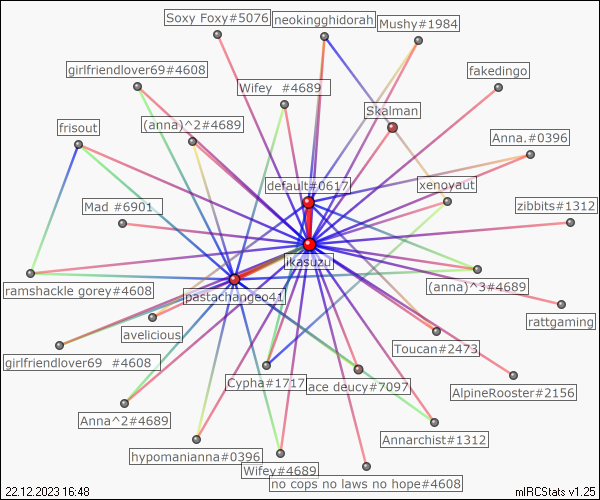 Soxy Foxy#5076
neokingghidorah
Mushy#1984
girlfriendlover69#4608
fakedingo
Wifey #4689
Skalman
frisout
(anna)^2#4689
Anna.#0396
default#0617
xenoyaut
Mad #6901
zibbits#1312
ikasuzu
ramshackle gorey#4608
pastachangeo41
(anna)^3#4689
rattgaming
avelicious
girlfriendlover69 #4608
Toucan#2473
Cypha#1717
ace deucy#7097
AlpineRooster#2156
Anna^2#4689
Annarchist#1312
hypomanianna#0396
Wifey#4689
no cops no laws no hope#4608
22.12.2023 16:48
mIRCStats v1.25